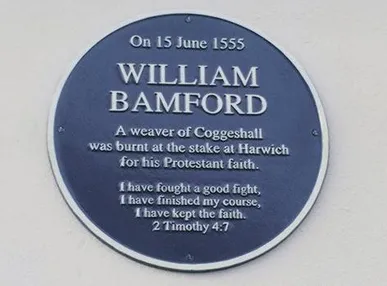 On 15 June 1555
WILLIAM
BAMFORD
A weaver of Coggeshall
was burnt at the stake at Harwich
for his Protestant faith.
I have fought a good fight,
I have finished my course,
I have kept the faith.
2 Timothy 4:7